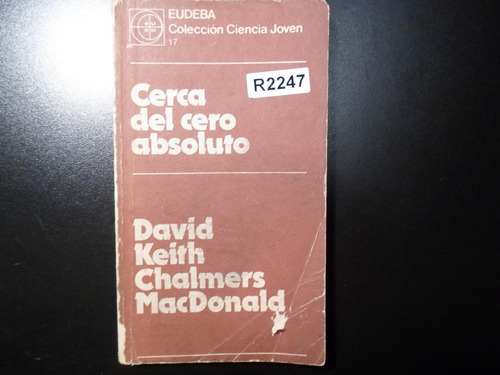 EUDEBA
Colección Ciencia Joven
17
R2247
Cerca
del cero
absoluto
David
Keith
Chalmers
MacDonald